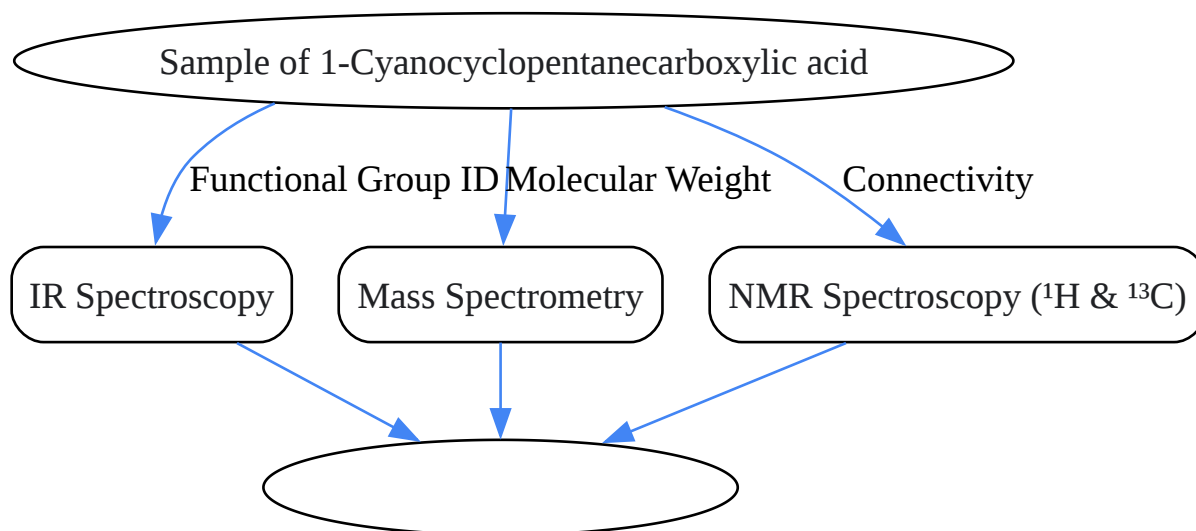 Sample of 1-Cyanocyclopentanecarboxylic acid
Functional Group ID
Molecular Weight
Connectivity
IR Spectroscopy
Mass Spectrometry
NMR Spectroscopy (¹H & ¹³C)